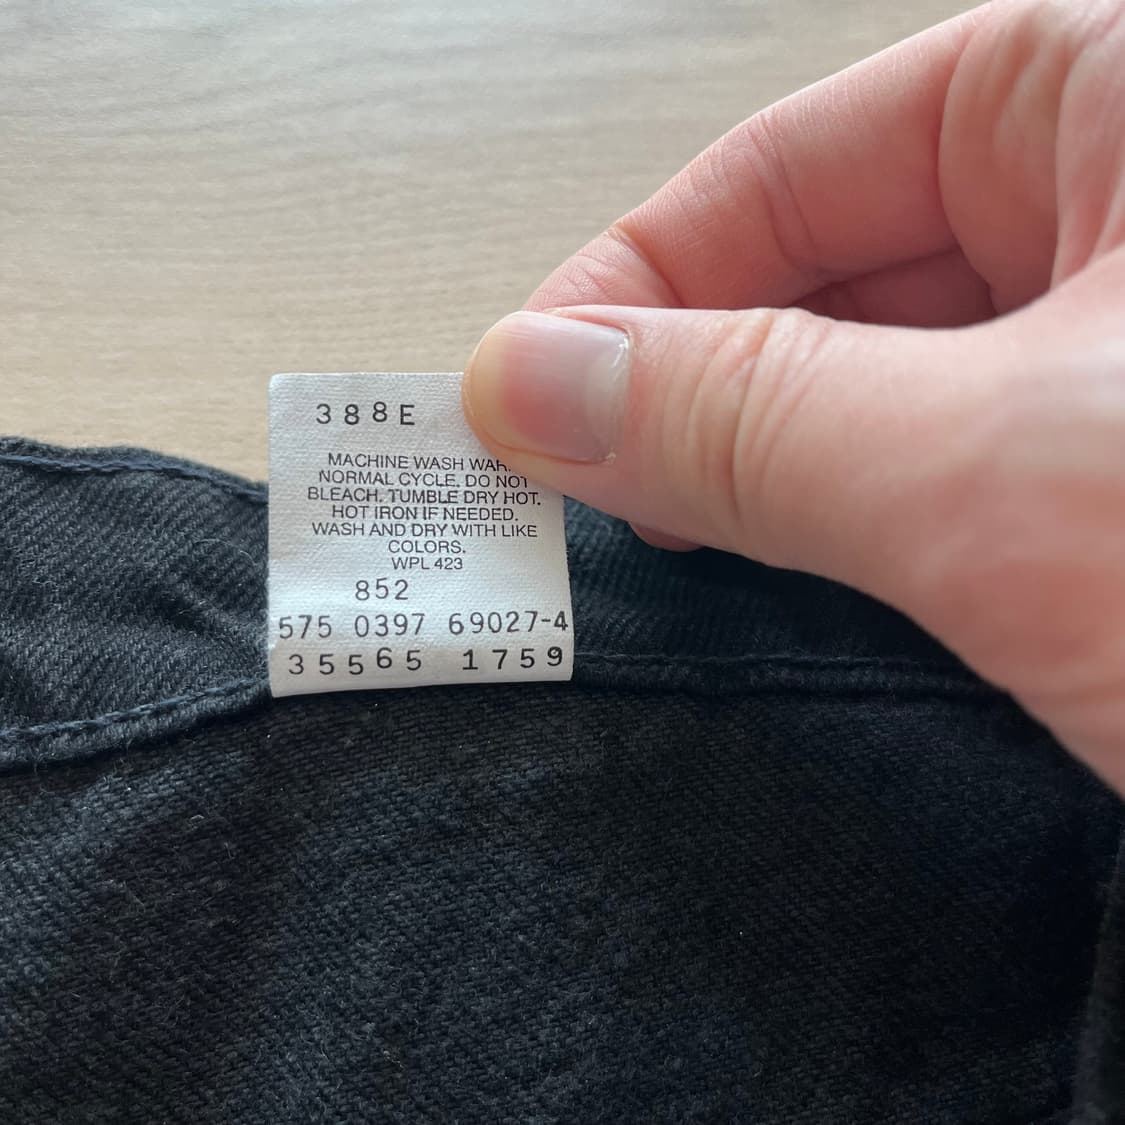 388E
MACHINE WASH
NORMAL CYCLE. DO NOT
BLEACH. TUMBLE DRY HOT.
HOT IRON IF NEEDED.
WASH AND DRY WITH LIKE
COLORS.
WPL 423
852
575 0397 69027-4
35565 1759